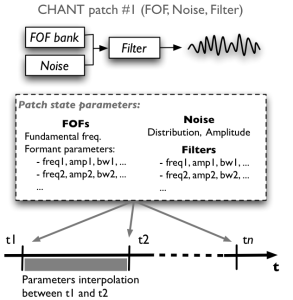 CHANT patch #1 (FOF, Noise, Filter)
FOF bank
Noise
Filter
Patch state parameters:
FOFs
Fundamental freq.
Formant parameters:
- freq1, amp1, bw1, ...
- freq2, amp2, bw2, ...
...
Noise
Distribution, Amplitude
Filters
- freq1, amp1, bw1, ...
- freq2, amp2, bw2, ...
...
t1
t2
tn
t
Parameters interpolation
between t1 and t2